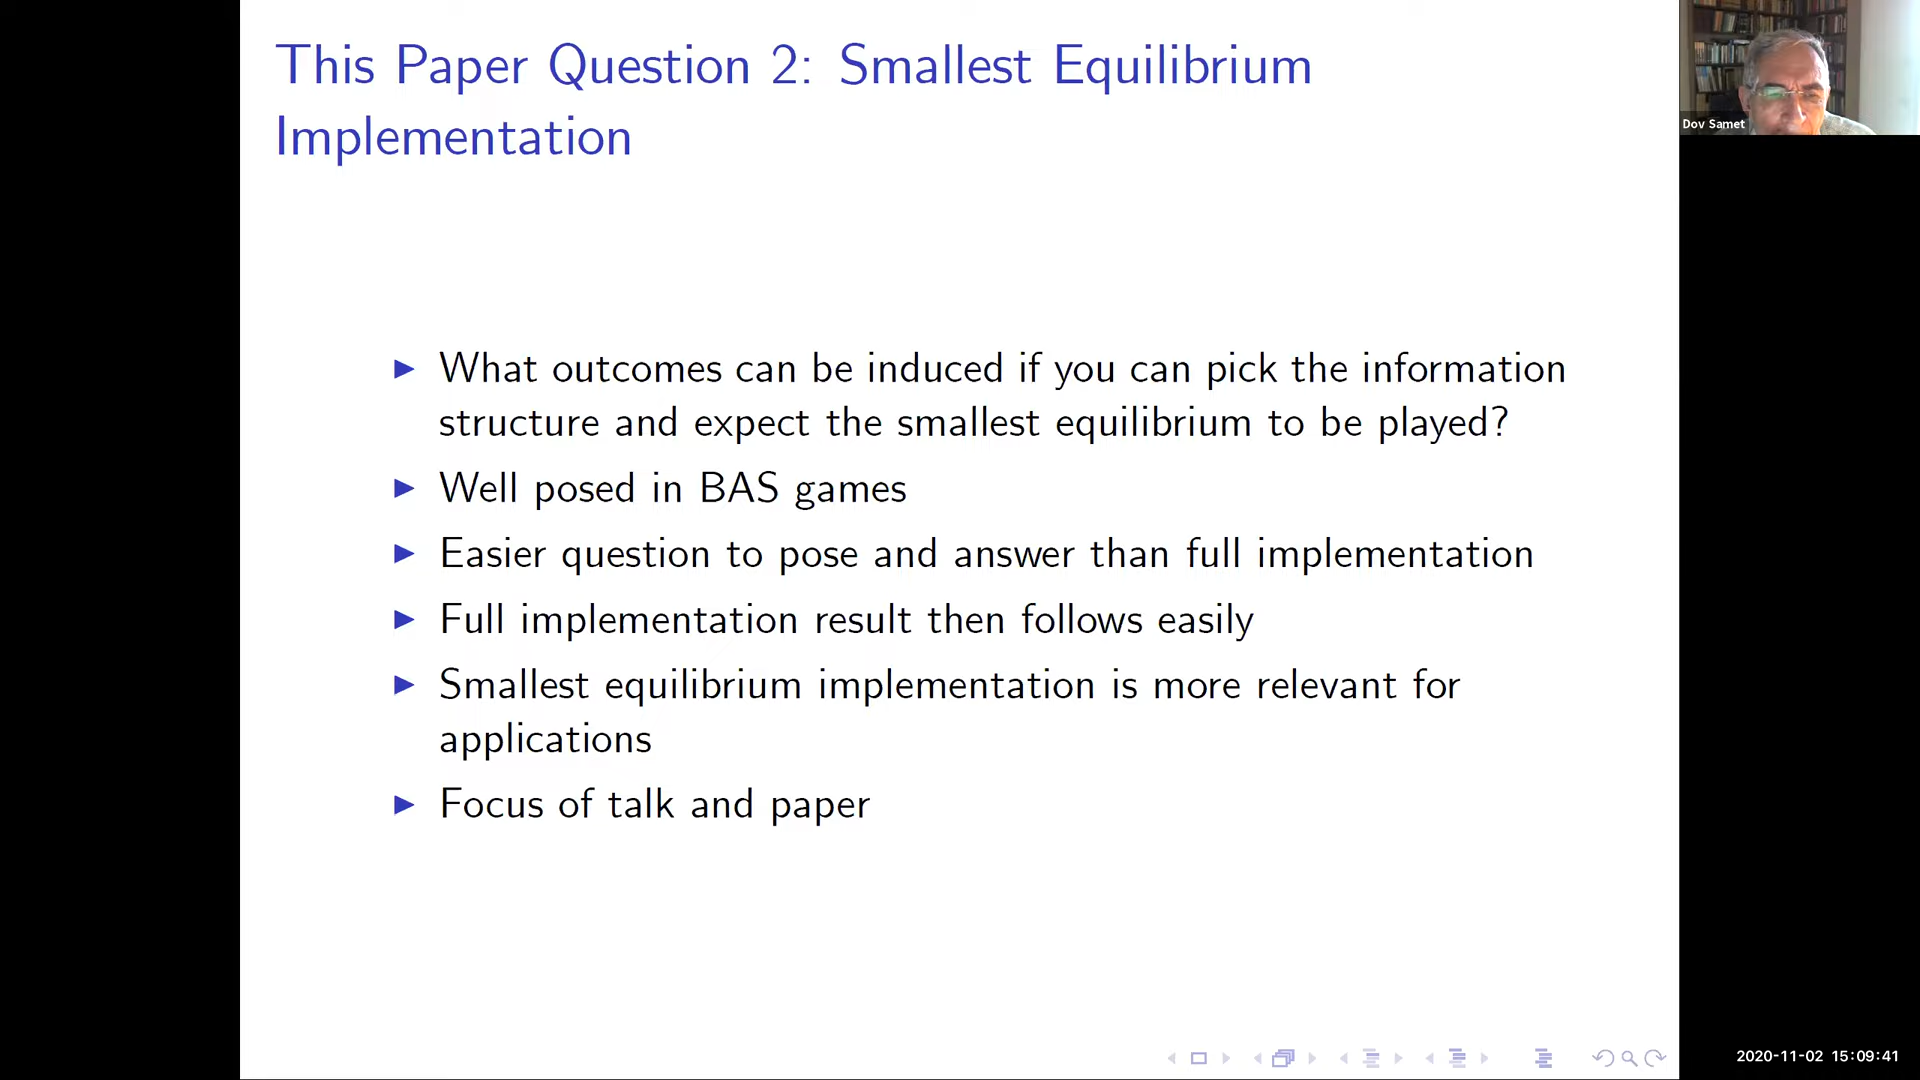 This Paper Question 2: Smallest Equilibrium
Implementation
What outcomes can be induced if you can pick the information
structure and expect the smallest equilibrium to be played?
Well posed in BAS games
Easier question to pose and answer than full implementation
Full implementation result then follows easily
Smallest equilibrium implementation is more relevant for
applications
Focus of talk and paper
Dov Samet
2020-11-02 15:09:41